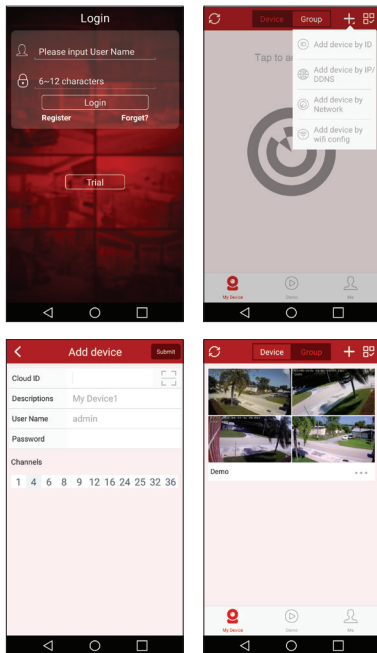 Login
Please input User Name
6~12 characters
Login
Register Forget?
Trial
Device Group
Add device by ID
Tap to a
Add device by IP/
DDNS
Add device by
Network
Add device by
wifi config
My Device Demo Me
Add device Submit
Cloud ID
Descriptions My Device1
User Name admin
Password
Channels
1 4 6 8 9 12 16 24 25 32 36
Device Group
Demo
My Device Demo Me